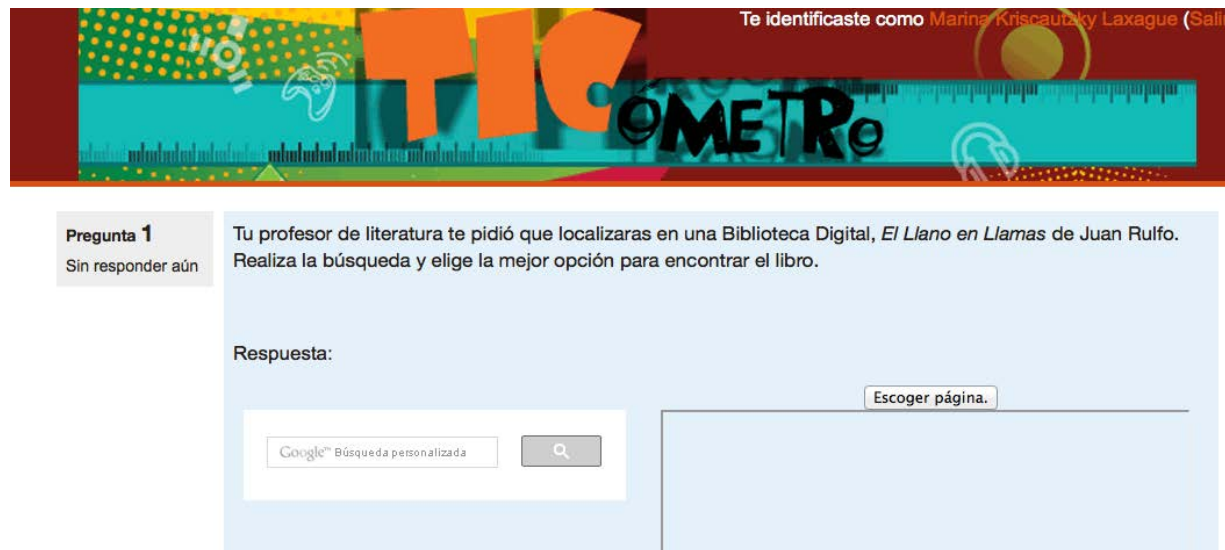 Te identificaste como Marina Kriscautzky Laxague (Sali
TICÓMETRO
Pregunta 1
Sin responder aún
Tu profesor de literatura te pidió que localizaras en una Biblioteca Digital, El Llano en Llamas de Juan Rulfo.
Realiza la búsqueda y elige la mejor opción para encontrar el libro.
Respuesta:
Escoger página.
Google™ Búsqueda personalizada